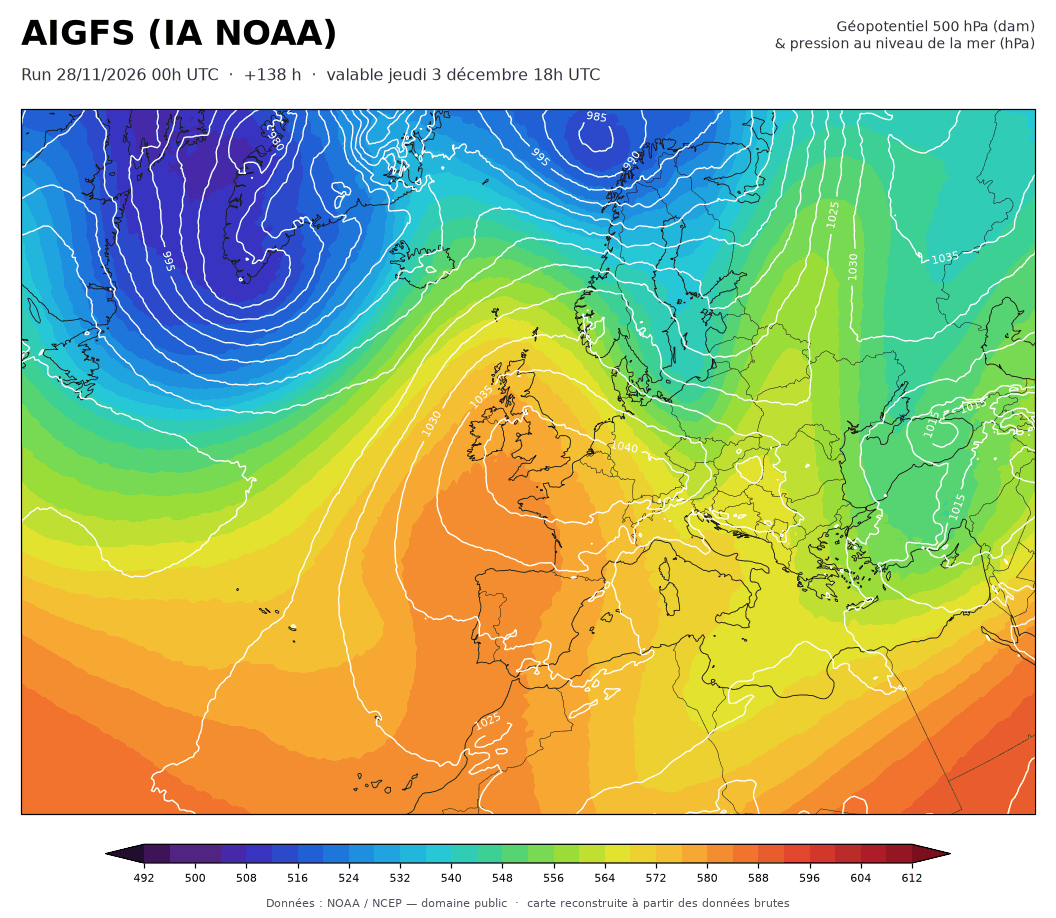 AIGFS (IA NOAA)
Géopotentiel 500 hPa (dam)
& pression au niveau de la mer (hPa)
Run 28/11/2026 00h UTC · +138 h · valable jeudi 3 décembre 18h UTC
985
980
995
990
1025
995
1030
1035
1035
1030
1015
1040
1015
1025
492 500 508 516 524 532 540 548 556 564 572 580 588 596 604 612
Données : NOAA / NCEP — domaine public · carte reconstruite à partir des données brutes